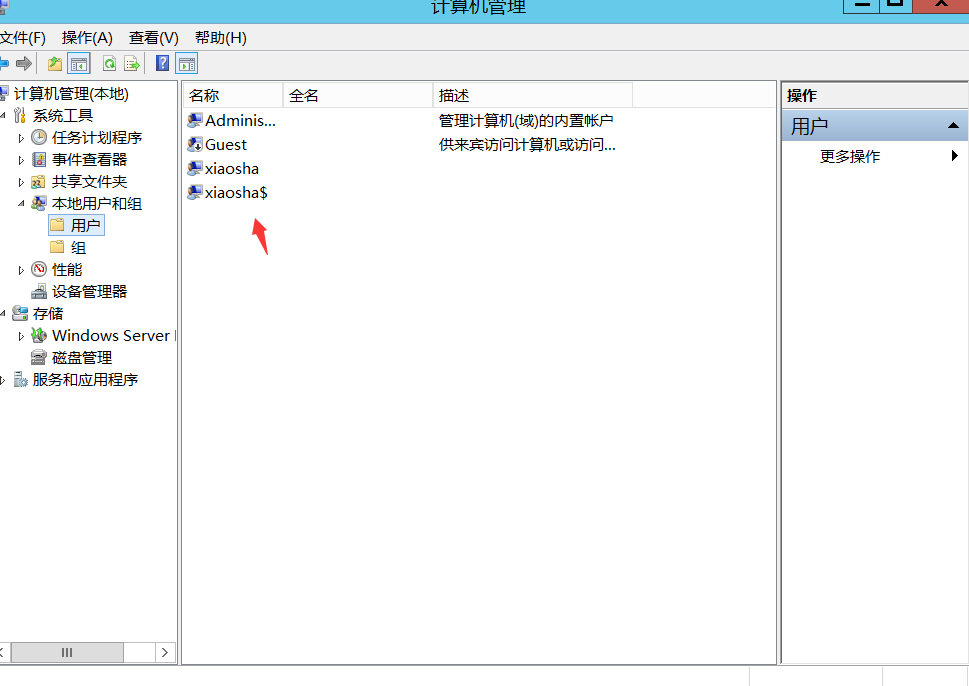 计算机管理
文件(F) 操作(A) 查看(V) 帮助(H)
计算机管理(本地)
系统工具
任务计划程序
事件查看器
共享文件夹
本地用户和组
用户
组
性能
设备管理器
存储
Windows Server
磁盘管理
服务和应用程序
名称 全名 描述
Adminis... 管理计算机(域)的内置帐户
Guest 供来宾访问计算机或访问...
xiaosha
xiaosha$
操作
用户
更多操作